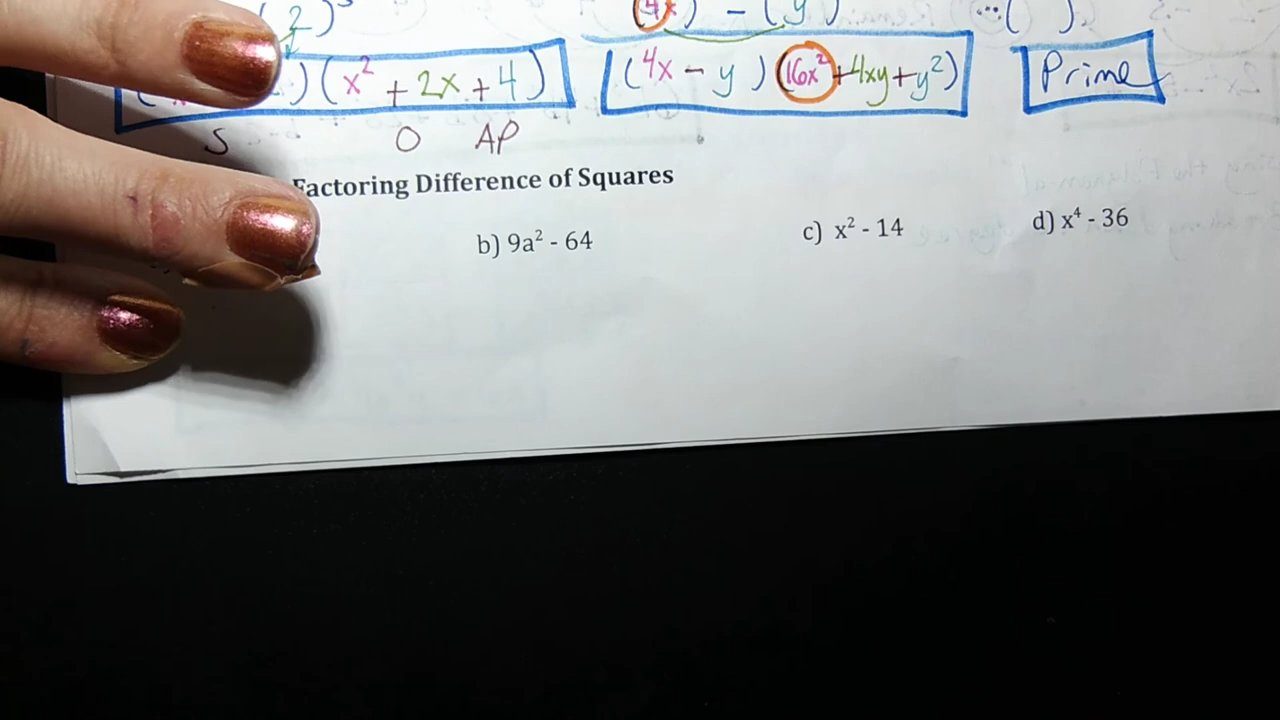 (4x) - (y)
...( ).
)(x² + 2x + 4) (4x - y)(16x² + 4xy + y²) Prime
S O AP
Factoring Difference of Squares
b) 9a² - 64 c) x² - 14 d) x⁴ - 36